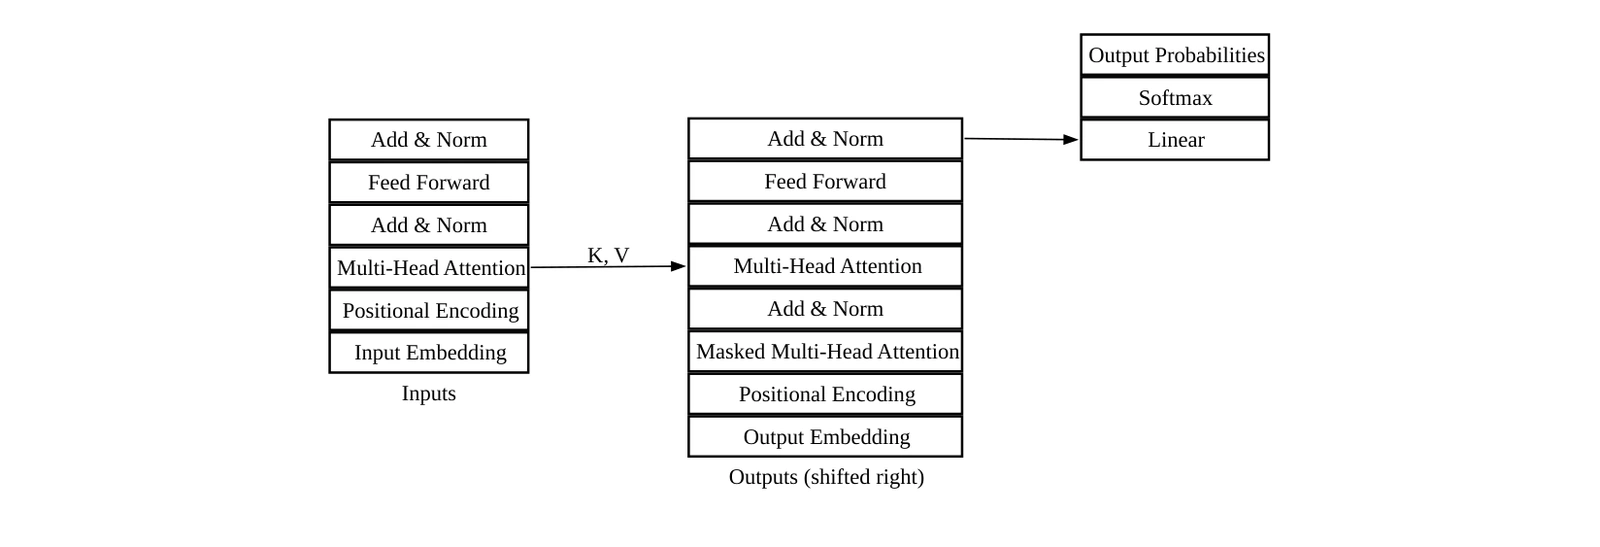 Add & Norm
Feed Forward
Add & Norm
Multi-Head Attention
Positional Encoding
Input Embedding
Inputs
K, V
Add & Norm
Feed Forward
Add & Norm
Multi-Head Attention
Add & Norm
Masked Multi-Head Attention
Positional Encoding
Output Embedding
Outputs (shifted right)
Output Probabilities
Softmax
Linear